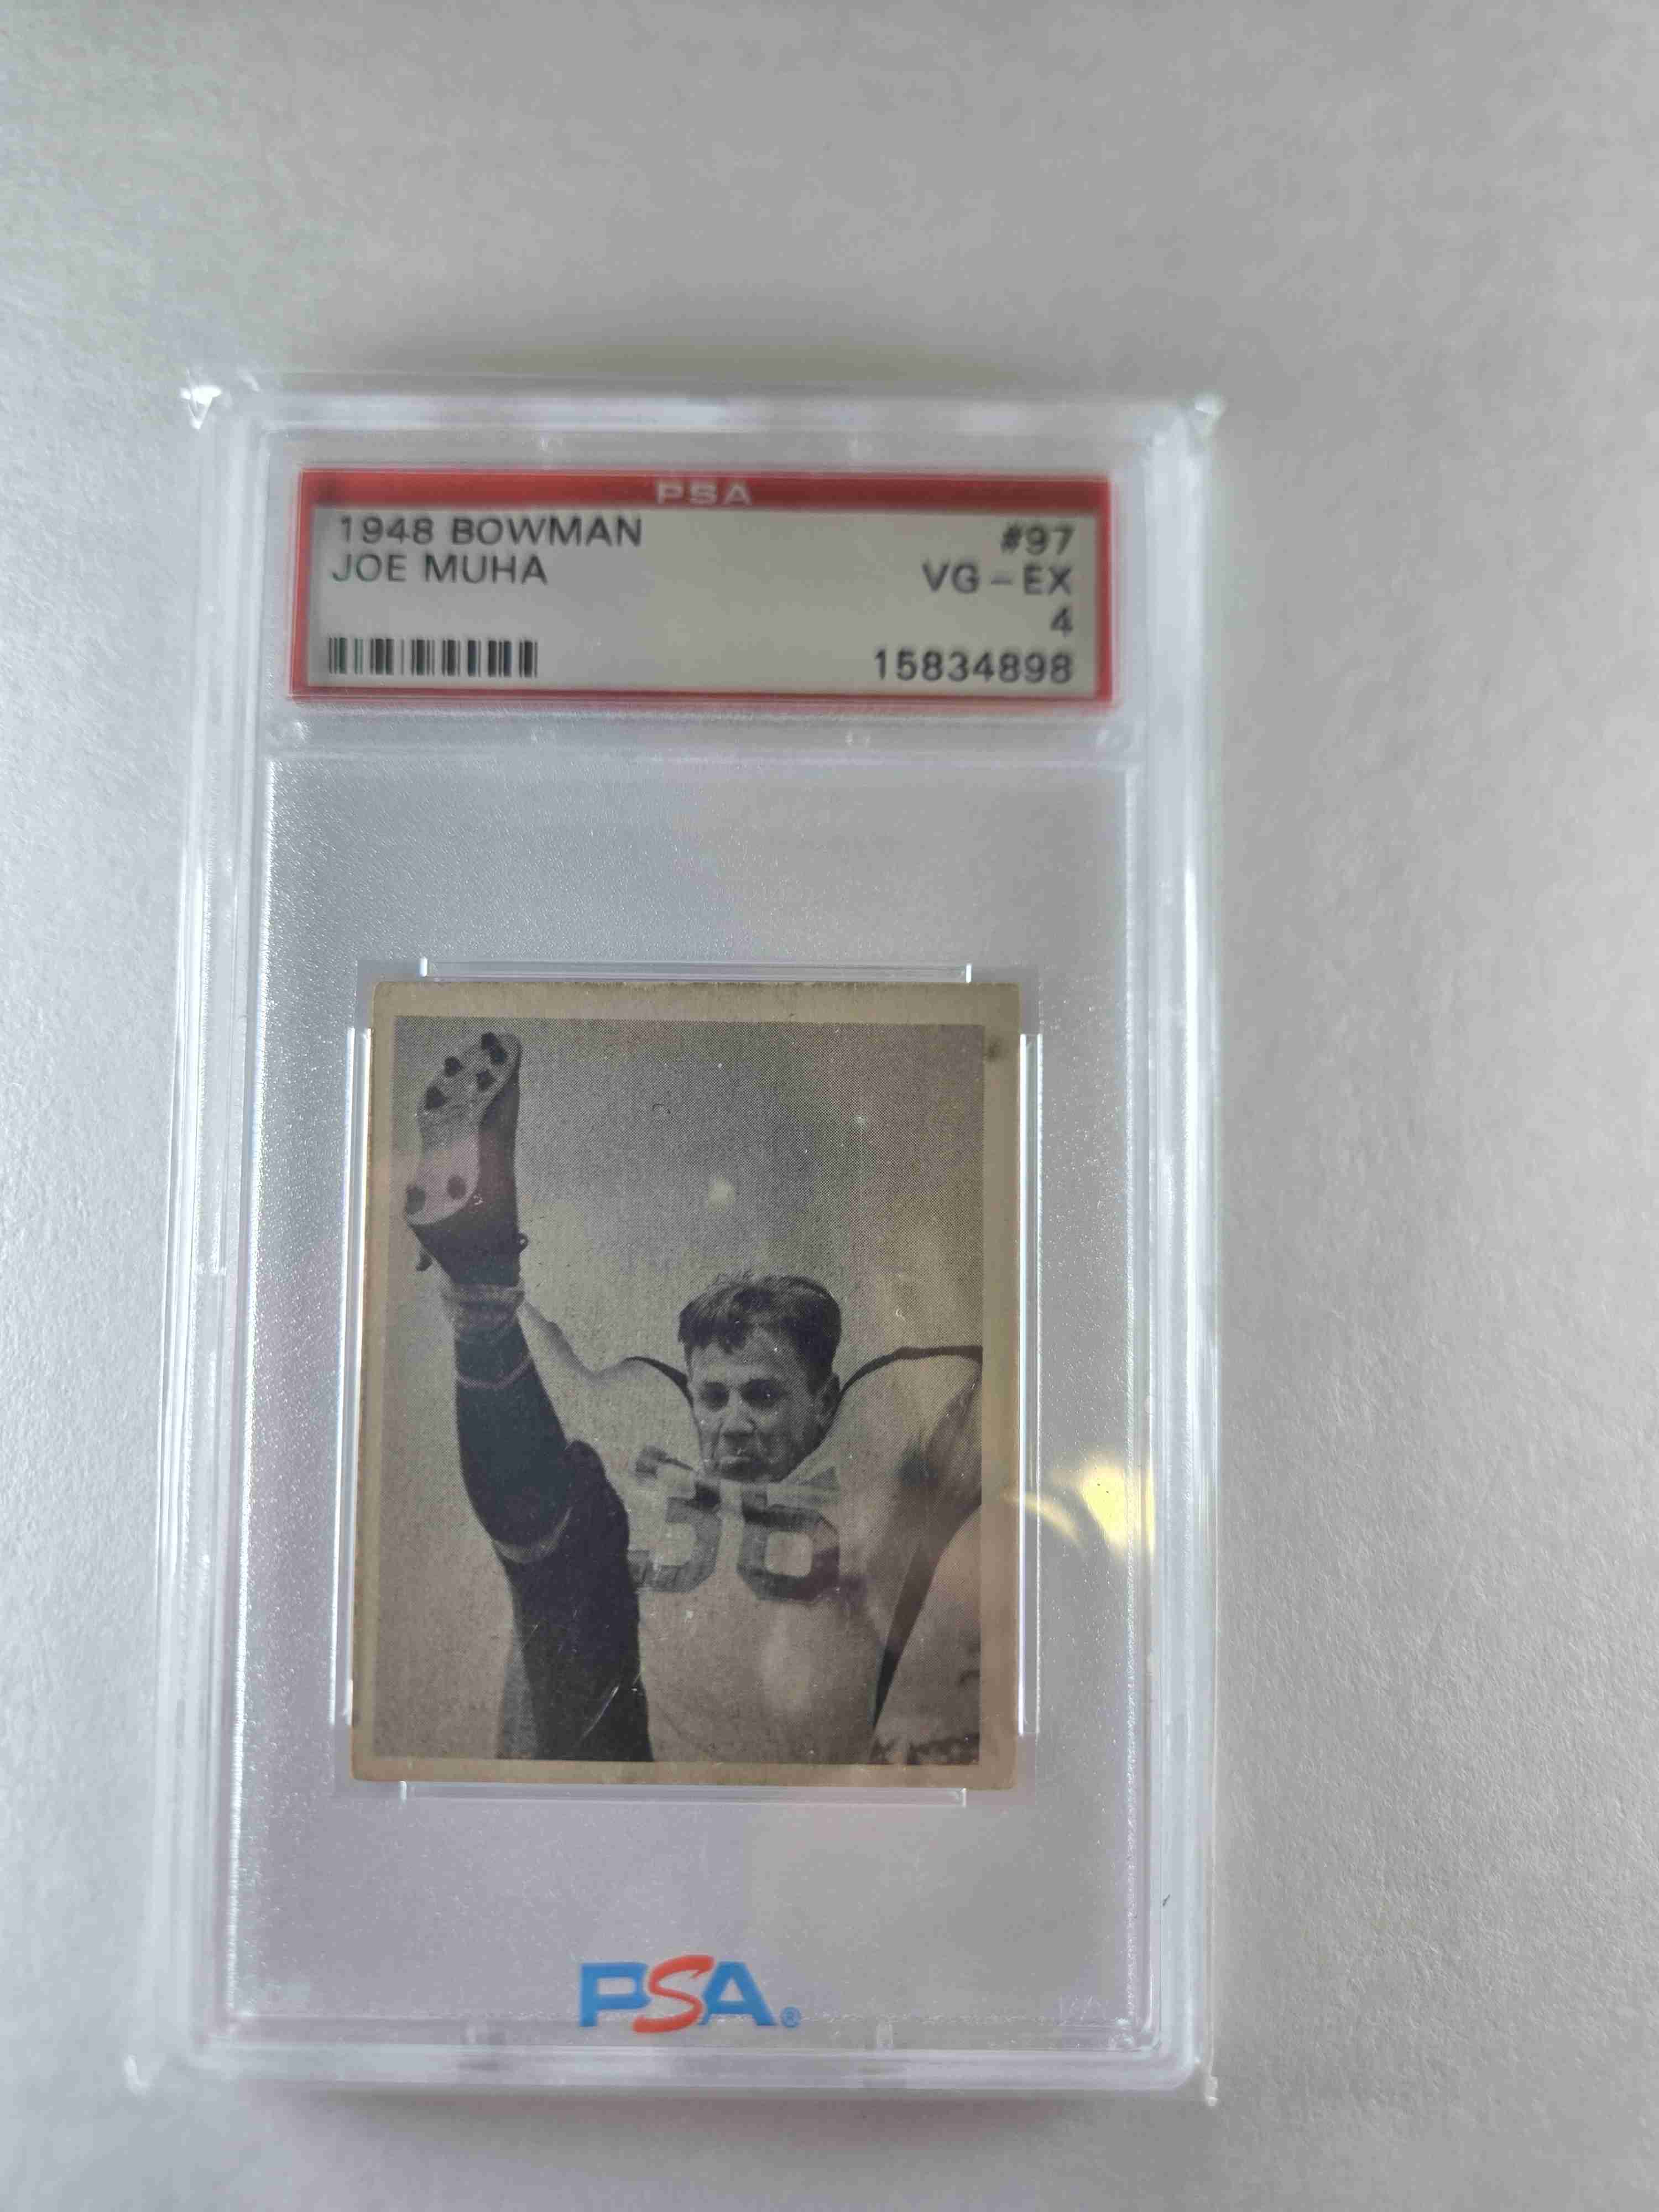 PSA
1948 BOWMAN #97
JOE MUHA VG-EX
4
15834898
36
PSA®